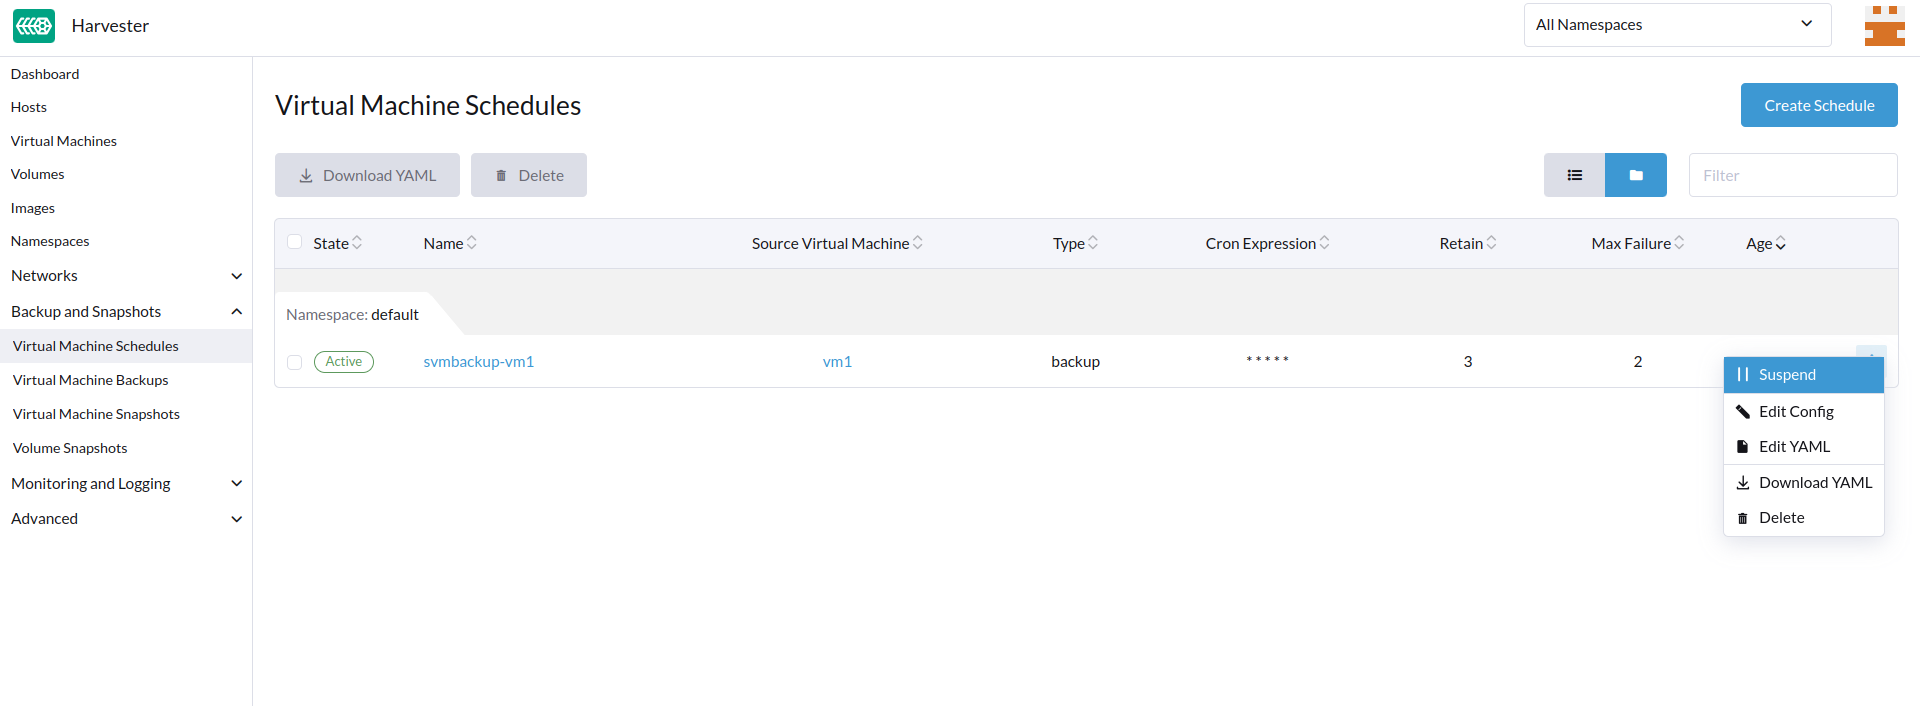 Harvester
All Namespaces
Dashboard
Hosts
Virtual Machines
Volumes
Images
Namespaces
Networks
Backup and Snapshots
Virtual Machine Schedules
Virtual Machine Backups
Virtual Machine Snapshots
Volume Snapshots
Monitoring and Logging
Advanced
Virtual Machine Schedules
Create Schedule
Download YAML Delete
Filter
State Name Source Virtual Machine Type Cron Expression Retain Max Failure Age
Namespace: default
Active svmbackup-vm1 vm1 backup * * * * * 3 2
Suspend
Edit Config
Edit YAML
Download YAML
Delete